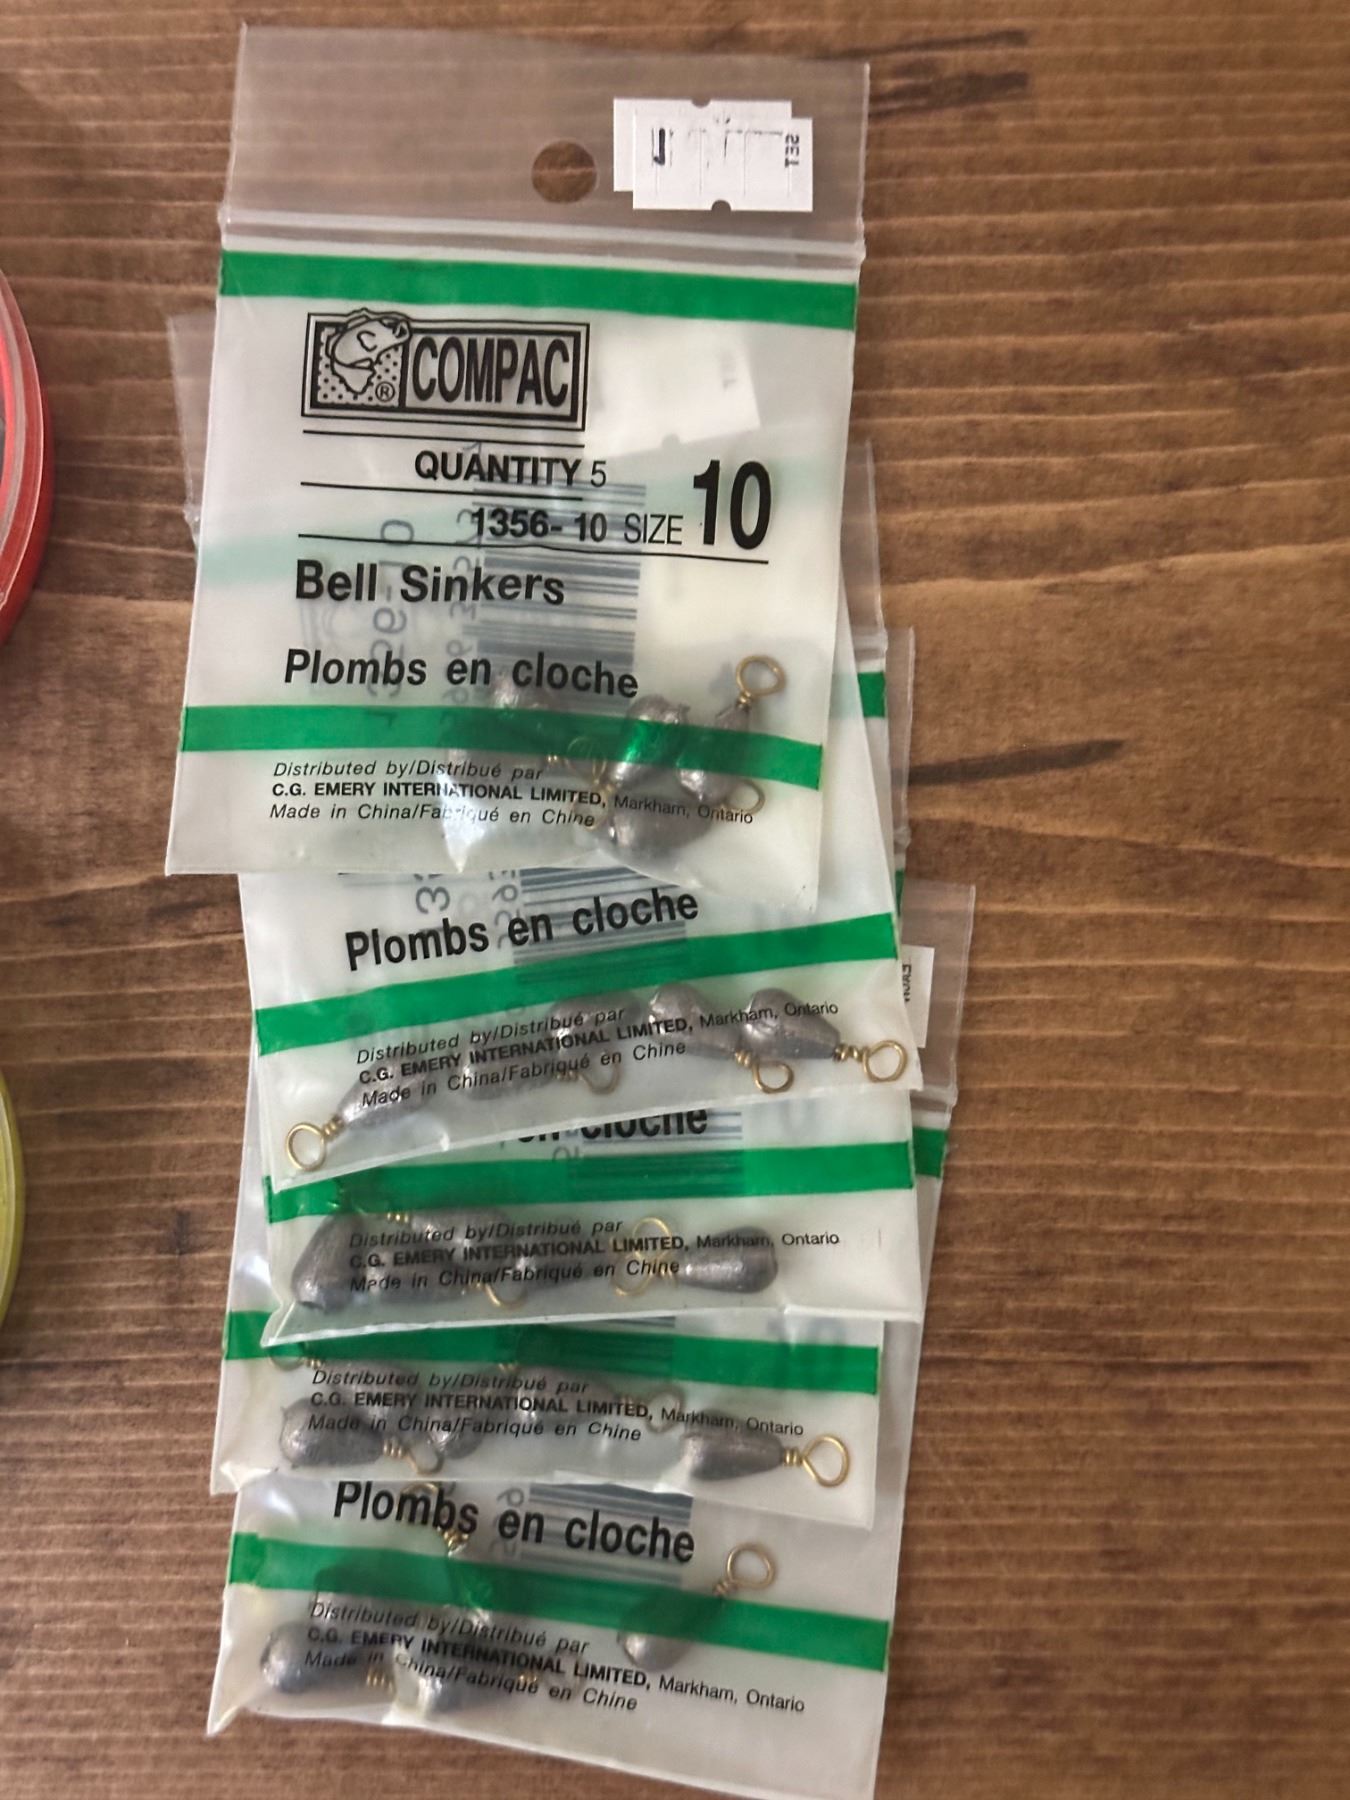 C
®
COMPAC
QUANTITY 5
1356-10 SIZE 10
Bell Sinkers
Plombs en cloche
Distributed by/Distribué par
C.G. EMERY INTERNATIONAL LIMITED, Markham, Ontario
Made in China/Fabriqué en Chine
Plombs en cloche
Distributed by/Distribué par
C.G. EMERY INTERNATIONAL LIMITED, Markham, Ontario
Made in China/Fabriqué en Chine
en cloche
Distributed by/Distribué par
C.G. EMERY INTERNATIONAL LIMITED, Markham, Ontario
Made in China/Fabriqué en Chine
Distributed by/Distribué par
C.G. EMERY INTERNATIONAL LIMITED, Markham, Ontario
Made in China/Fabriqué en Chine
Plombs en cloche
Distributed by/Distribué par
C.G. EMERY INTERNATIONAL LIMITED, Markham, Ontario
Made in China/Fabriqué en Chine